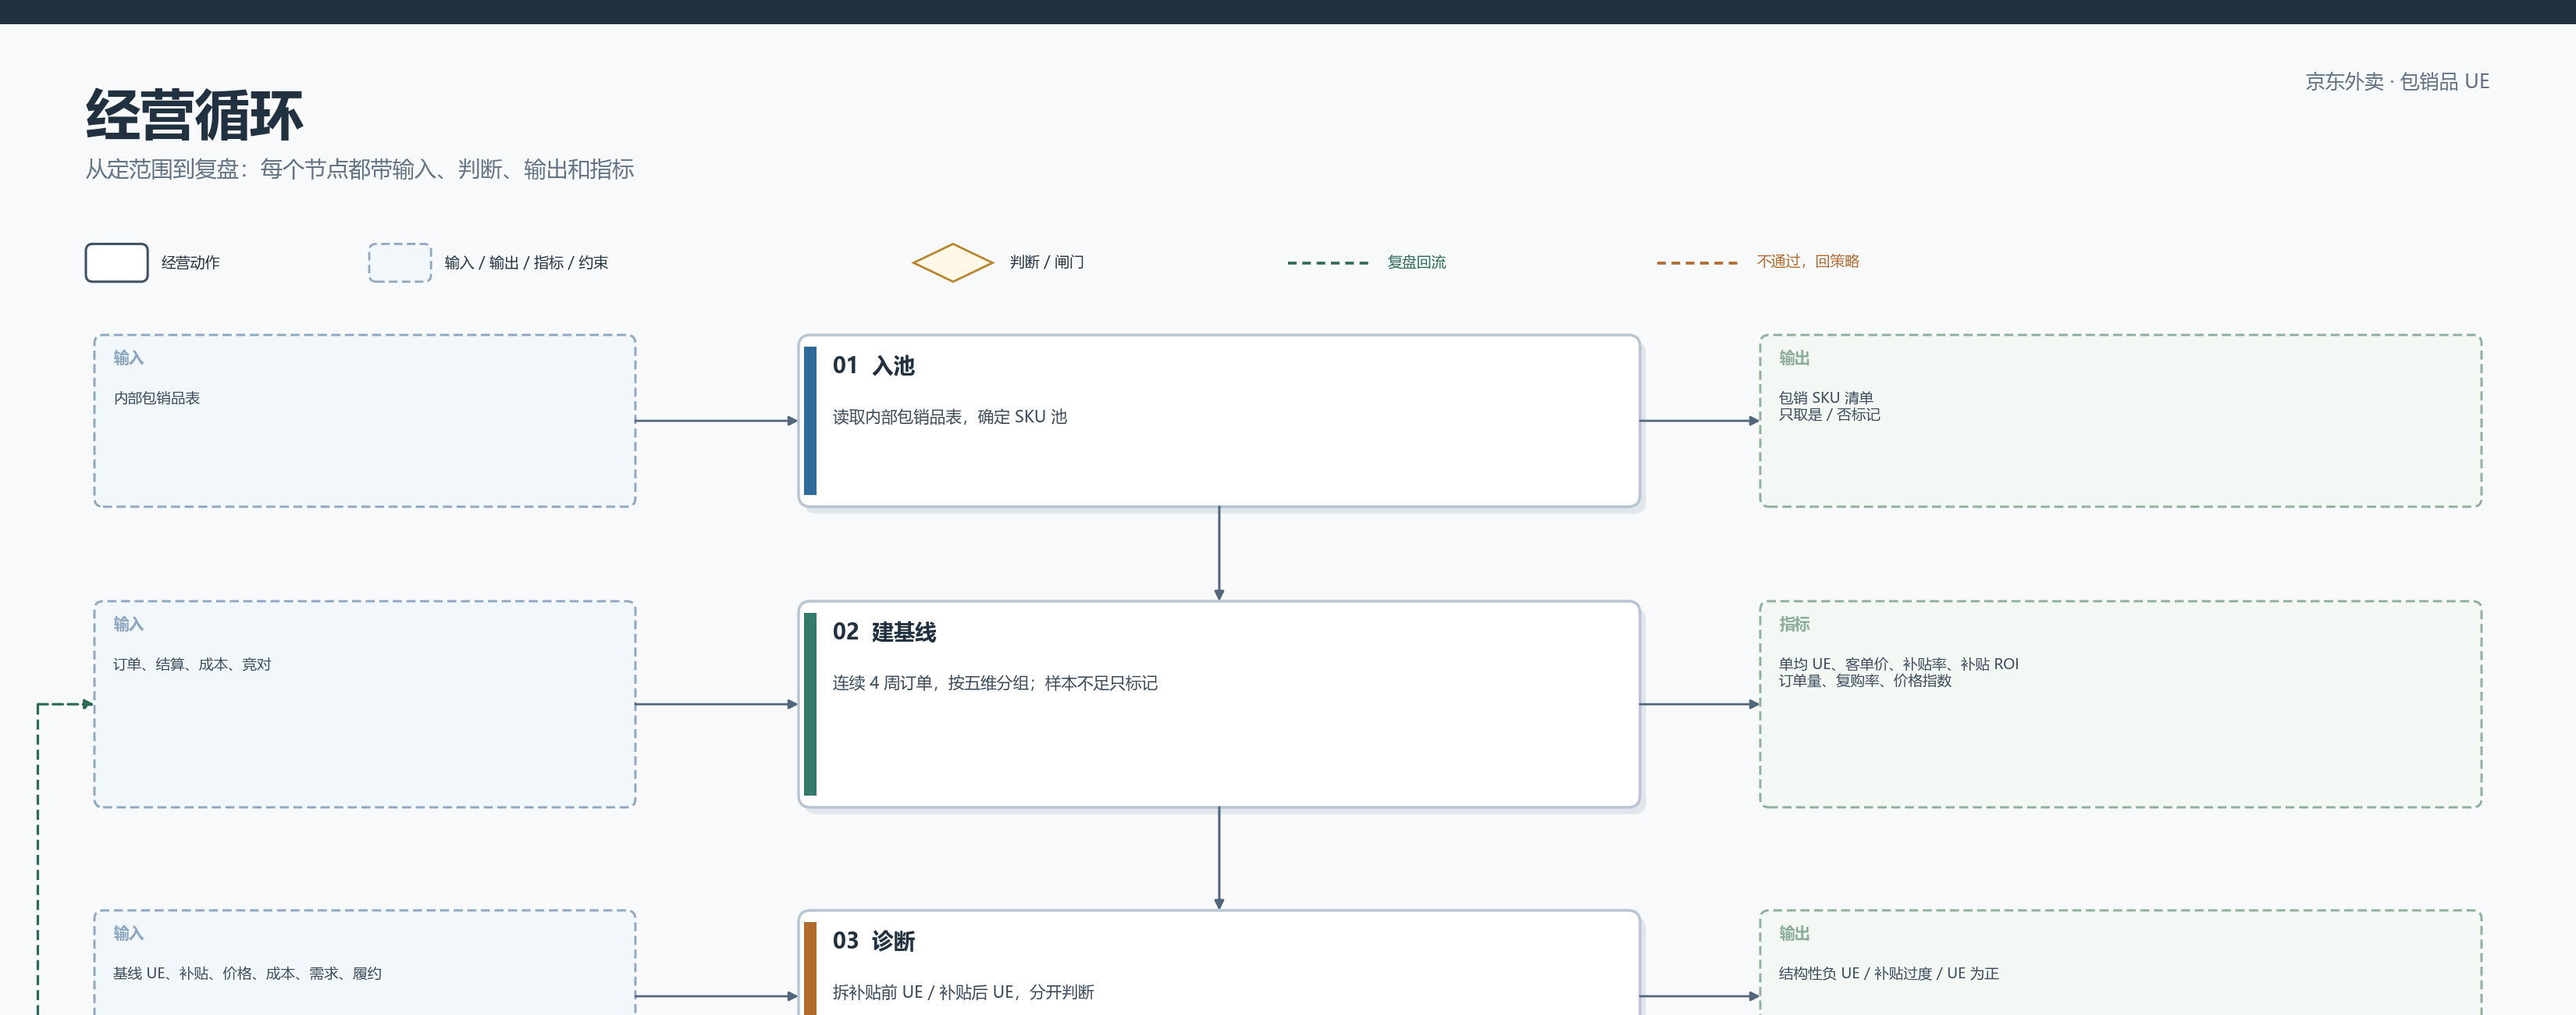 京东外卖 · 包销品 UE
经营循环
从定范围到复盘：每个节点都带输入、判断、输出和指标
经营动作
输入 / 输出 / 指标 / 约束
判断 / 闸门
复盘回流
不通过，回策略
输入
内部包销品表
01 入池
读取内部包销品表，确定 SKU 池
输出
包销 SKU 清单
只取是 / 否标记
输入
订单、结算、成本、竞对
02 建基线
连续 4 周订单，按五维分组；样本不足只标记
指标
单均 UE、客单价、补贴率、补贴 ROI
订单量、复购率、价格指数
输入
基线 UE、补贴、价格、成本、需求、履约
03 诊断
拆补贴前 UE / 补贴后 UE，分开判断
输出
结构性负 UE / 补贴过度 / UE 为正